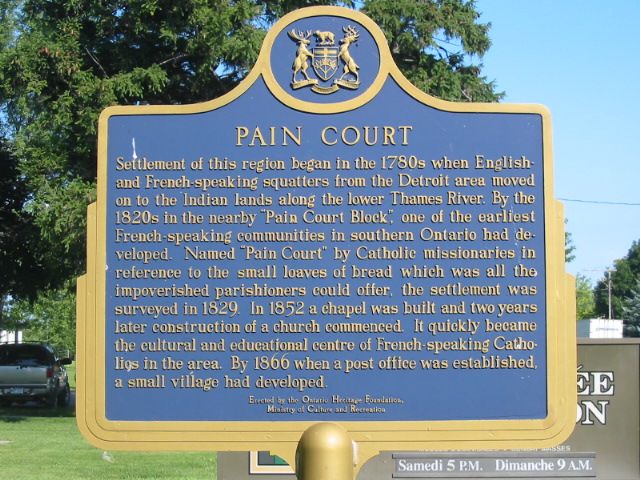 PAIN COURT
Settlement of this region began in the 1780s when English-
and French-speaking squatters from the Detroit area moved
on to the Indian lands along the lower Thames River. By the
1820s in the nearby "Pain Court Block", one of the earliest
French-speaking communities in southern Ontario had de-
veloped. Named "Pain Court" by Catholic missionaries in
reference to the small loaves of bread which was all the
impoverished parishioners could offer, the settlement was
surveyed in 1829. In 1852 a chapel was built and two years
later construction of a church commenced. It quickly became
the cultural and educational centre of French-speaking Catho-
lics in the area. By 1866 when a post office was established,
a small village had developed.
Erected by the Ontario Heritage Foundation,
Ministry of Culture and Recreation
ÉE
ON
MASSES
Samedi 5 P.M. Dimanche 9 A.M.